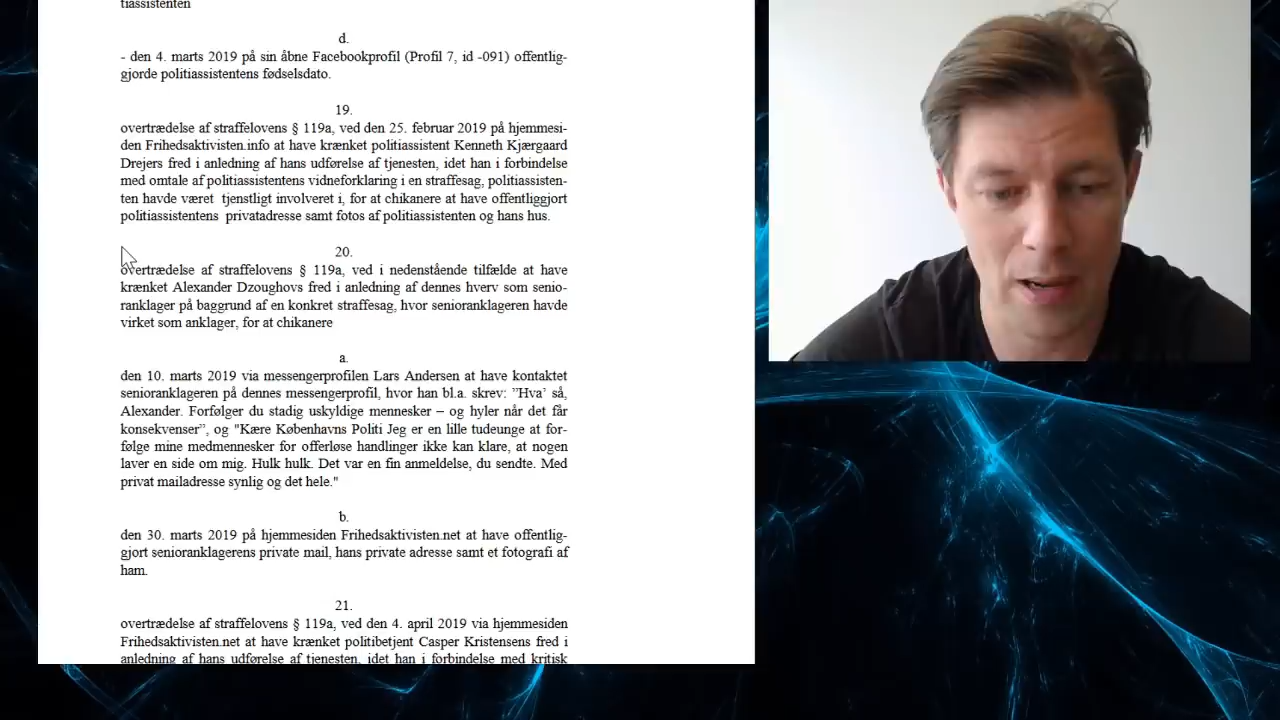 tiassistenten
d.
- den 4. marts 2019 på sin åbne Facebookprofil (Profil 7, id -091) offentlig-
gjorde politiassistentens fødselsdato.
19.
overtrædelse af straffelovens § 119a, ved den 25. februar 2019 på hjemmesi-
den Frihedsaktivisten.info at have krænket politiassistent Kenneth Kjærgaard
Drejers fred i anledning af hans udførelse af tjenesten, idet han i forbindelse
med omtale af politiassistentens vidneforklaring i en straffesag, politiassisten-
ten havde været tjenstligt involveret i, for at chikanere at have offentliggjort
politiassistentens privatadresse samt fotos af politiassistenten og hans hus.
20.
overtrædelse af straffelovens § 119a, ved i nedenstående tilfælde at have
krænket Alexander Dzoughovs fred i anledning af dennes hverv som senio-
ranklager på baggrund af en konkret straffesag, hvor senioranklageren havde
virket som anklager, for at chikanere
a.
den 10. marts 2019 via messengerprofilen Lars Andersen at have kontaktet
senioranklageren på dennes messengerprofil, hvor han bl.a. skrev: ”Hva’ så,
Alexander. Forfølger du stadig uskyldige mennesker – og hyler når det får
konsekvenser”, og "Kære Københavns Politi Jeg er en lille tudeunge at for-
følge mine medmennesker for offerløse handlinger ikke kan klare, at nogen
laver en side om mig. Hulk hulk. Det var en fin anmeldelse, du sendte. Med
privat mailadresse synlig og det hele."
b.
den 30. marts 2019 på hjemmesiden Frihedsaktivisten.net at have offentlig-
gjort senioranklagerens private mail, hans private adresse samt et fotografi af
ham.
21.
overtrædelse af straffelovens § 119a, ved den 4. april 2019 via hjemmesiden
Frihedsaktivisten.net at have krænket politibetjent Casper Kristensens fred i
anledning af hans udførelse af tjenesten, idet han i forbindelse med kritisk